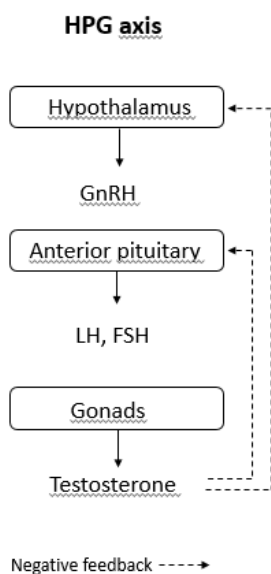 HPG axis
Hypothalamus
GnRH
Anterior pituitary
LH, FSH
Gonads
Testosterone
Negative feedback